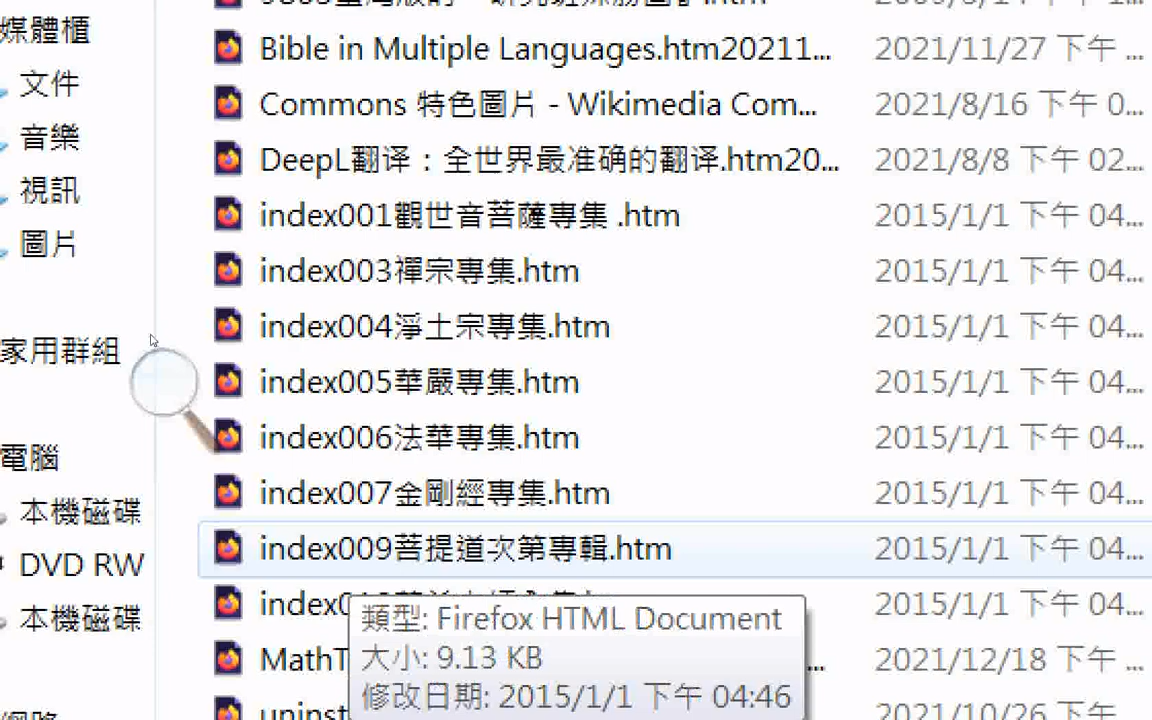 媒體櫃
文件
音樂
視訊
圖片
家用群組
電腦
本機磁碟
DVD RW
本機磁碟
Bible in Multiple Languages.htm20211... 2021/11/27 下午 ...
Commons 特色圖片 - Wikimedia Com... 2021/8/16 下午 0...
DeepL翻译：全世界最准确的翻译.htm20... 2021/8/8 下午 02...
index001觀世音菩薩專集 .htm 2015/1/1 下午 04...
index003禪宗專集.htm 2015/1/1 下午 04...
index004淨土宗專集.htm 2015/1/1 下午 04...
index005華嚴專集.htm 2015/1/1 下午 04...
index006法華專集.htm 2015/1/1 下午 04...
index007金剛經專集.htm 2015/1/1 下午 04...
index009菩提道次第專輯.htm 2015/1/1 下午 04...
2015/1/1 下午 04...
MathT ... 2021/12/18 下午 ...
uninst 2021/10/26 下午
類型: Firefox HTML Document
大小: 9.13 KB
修改日期: 2015/1/1 下午 04:46